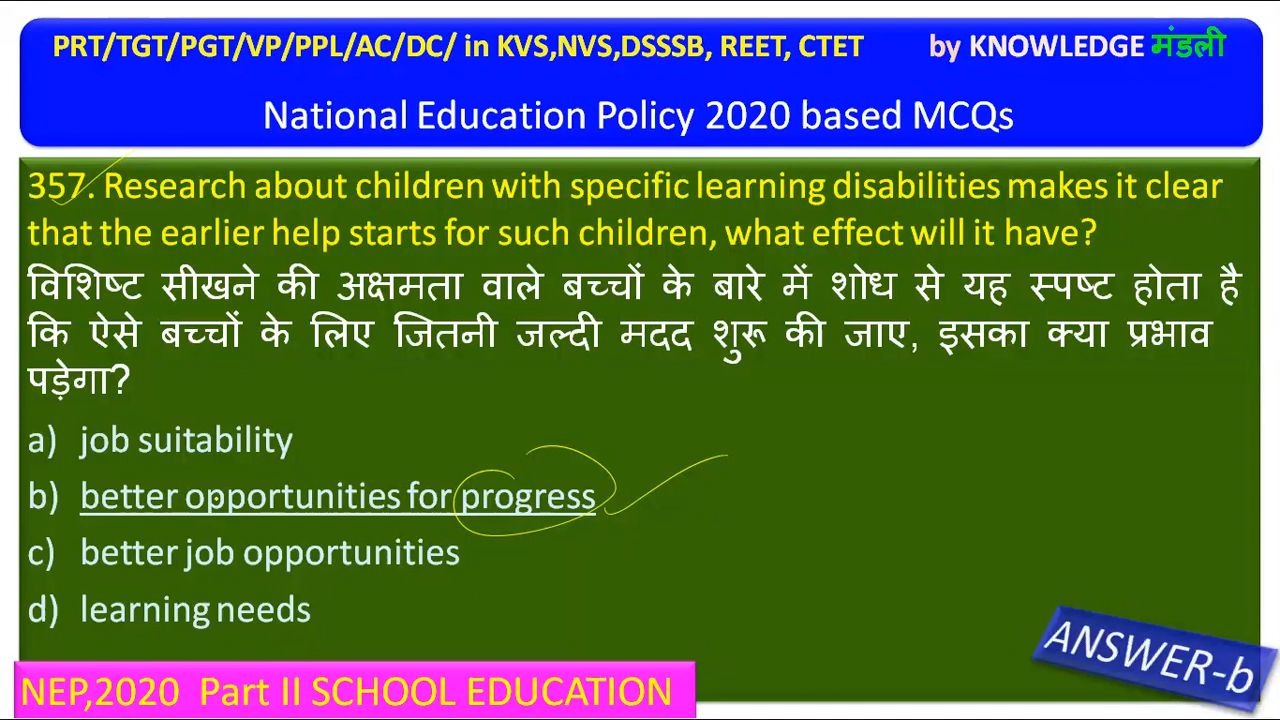 PRT/TGT/PGT/VP/PPL/AC/DC/ in KVS,NVS,DSSSB, REET, CTET by KNOWLEDGE मंडली
National Education Policy 2020 based MCQs
357. Research about children with specific learning disabilities makes it clear
that the earlier help starts for such children, what effect will it have?
विशिष्ट सीखने की अक्षमता वाले बच्चों के बारे में शोध से यह स्पष्ट होता है
कि ऐसे बच्चों के लिए जितनी जल्दी मदद शुरू की जाए, इसका क्या प्रभाव
पड़ेगा?
a) job suitability
b) better opportunities for progress
c) better job opportunities
d) learning needs
ANSWER-b
NEP,2020 Part II SCHOOL EDUCATION